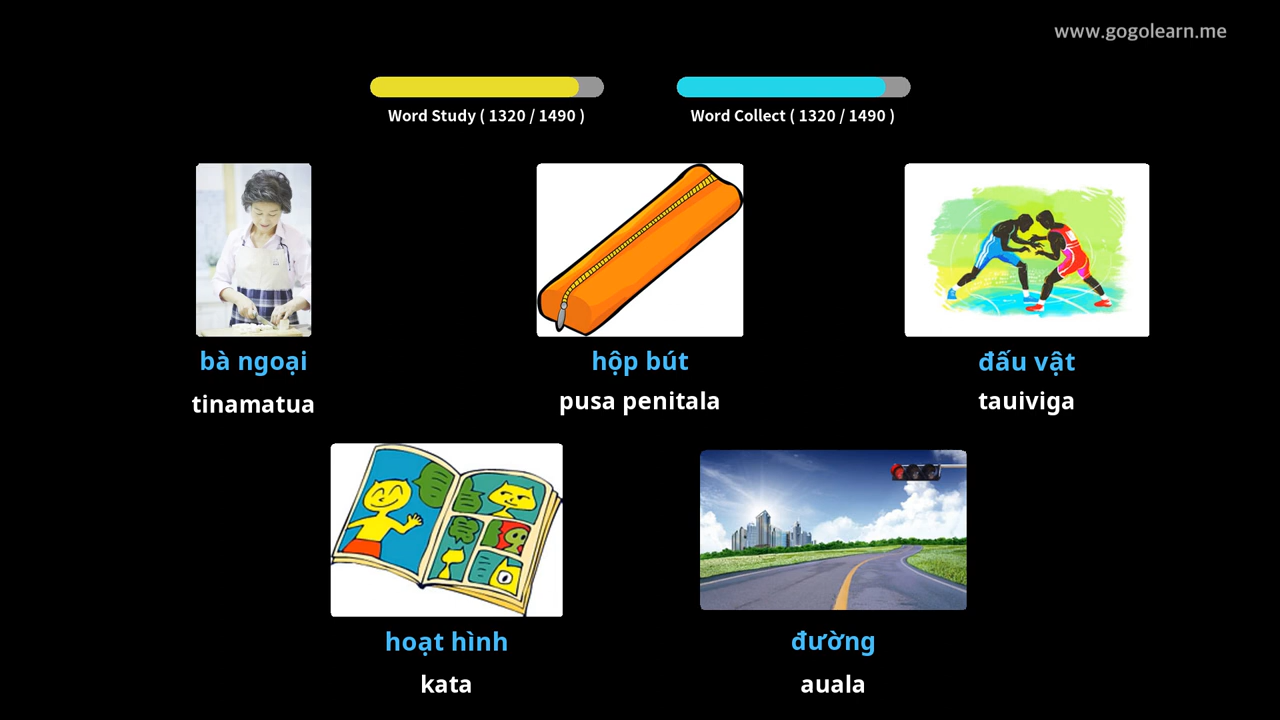 www.gogolearn.me
Word Study ( 1320 / 1490 )
Word Collect ( 1320 / 1490 )
bà ngoại
tinamatua
hộp bút
pusa penitala
đấu vật
tauiviga
hoạt hình
kata
đường
auala